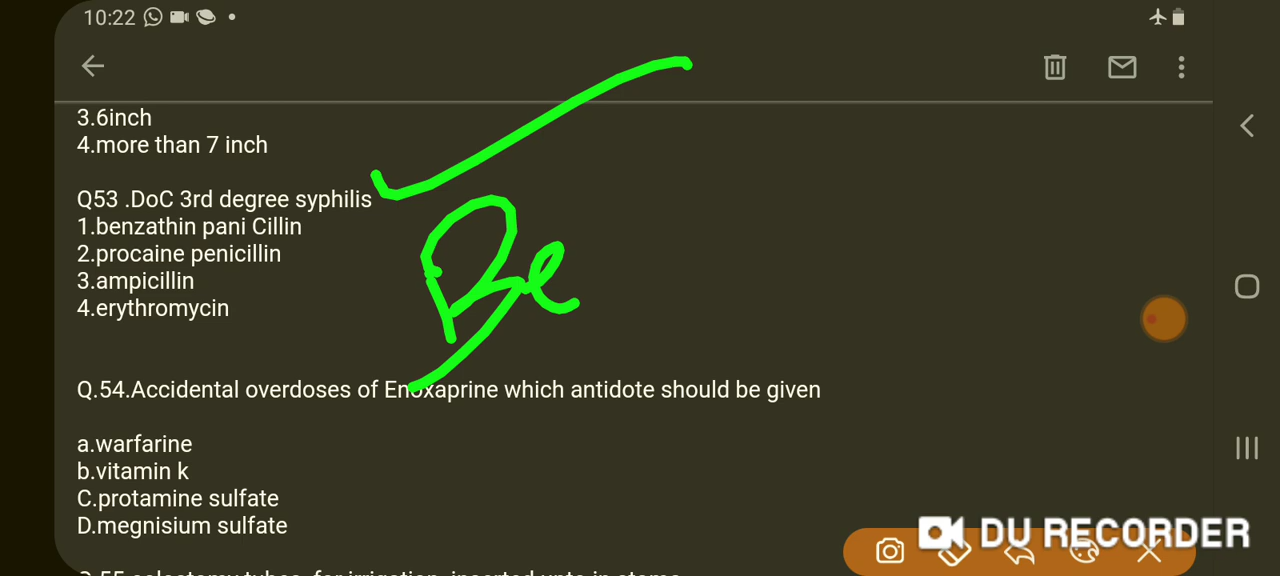 10:22
3.6inch
4.more than 7 inch
Q53 .DoC 3rd degree syphilis
1.benzathin pani Cillin
2.procaine penicillin
3.ampicillin
4.erythromycin
Be
Q.54.Accidental overdoses of Enoxaprine which antidote should be given
a.warfarine
b.vitamin k
C.protamine sulfate
D.megnisium sulfate
DU RECORDER